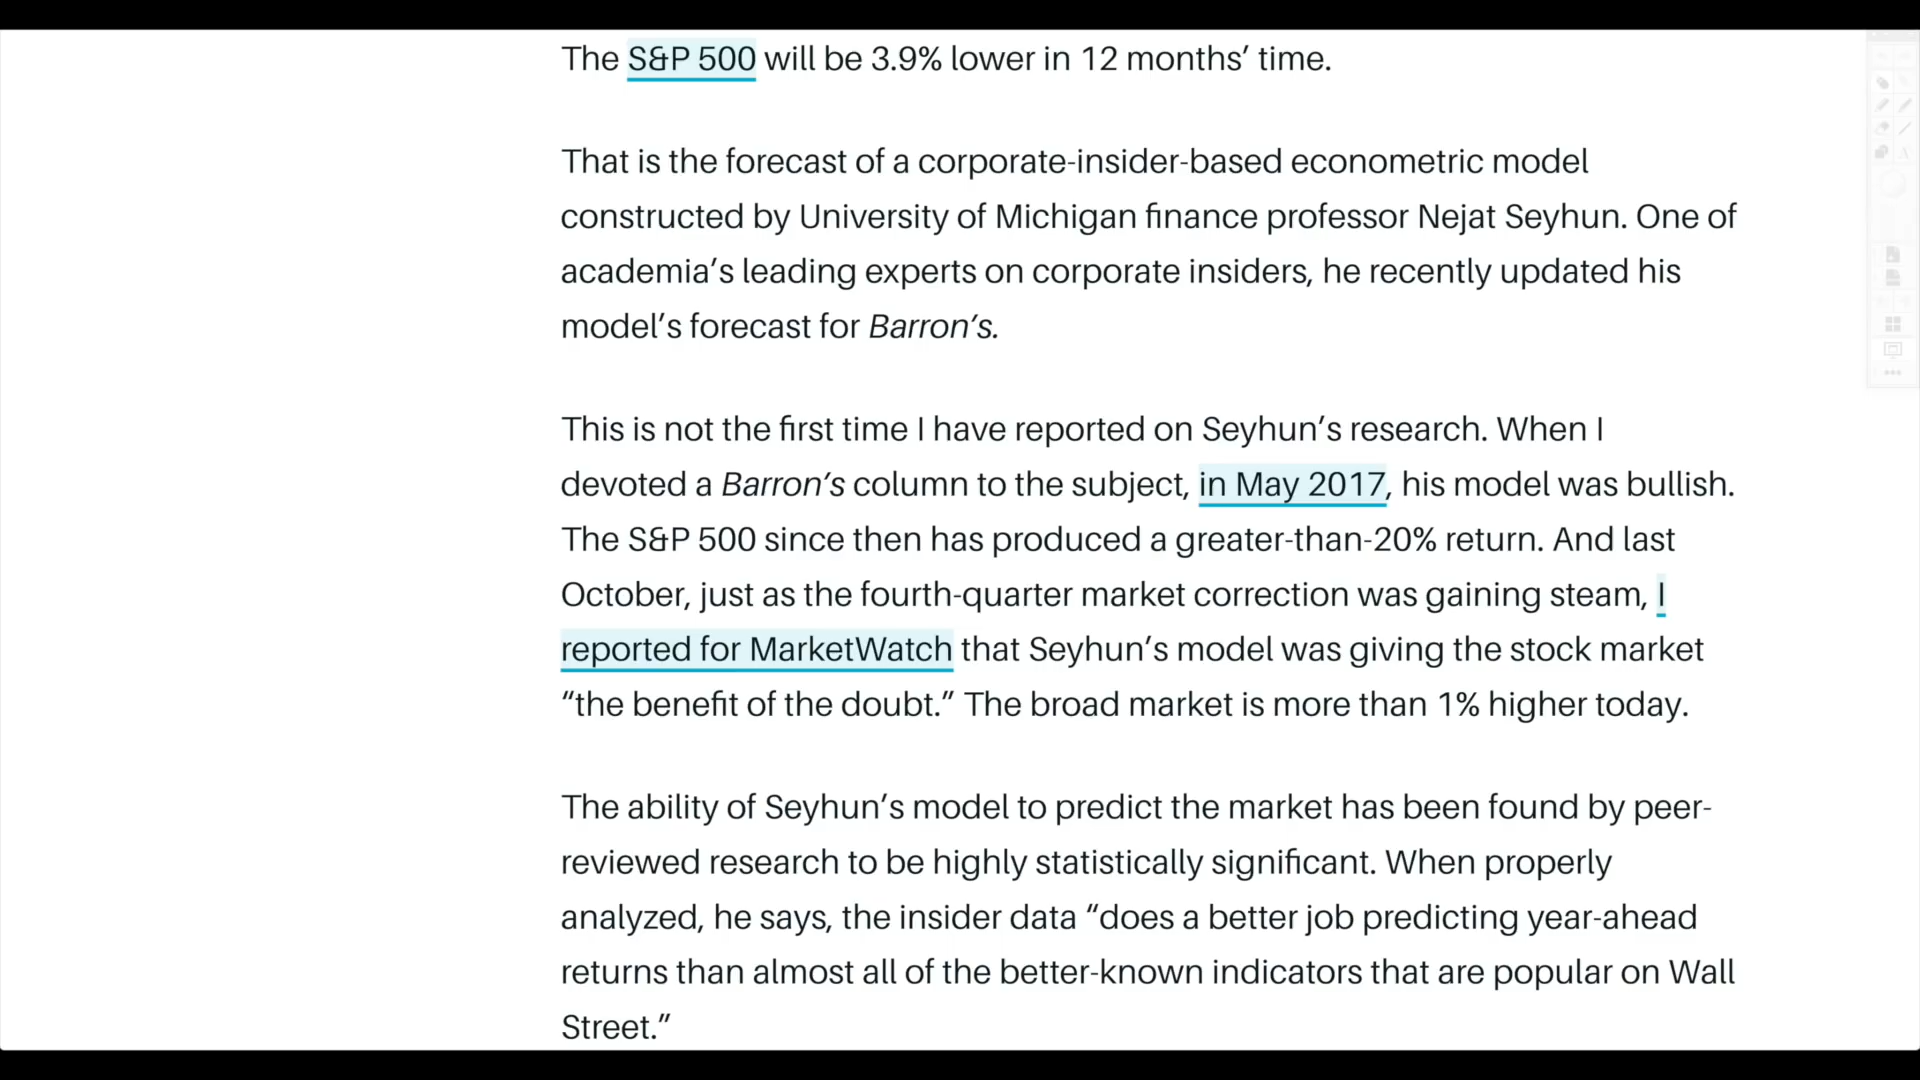 The S&P 500 will be 3.9% lower in 12 months’ time.
That is the forecast of a corporate-insider-based econometric model
constructed by University of Michigan finance professor Nejat Seyhun. One of
academia’s leading experts on corporate insiders, he recently updated his
model’s forecast for Barron’s.
This is not the first time I have reported on Seyhun’s research. When I
devoted a Barron’s column to the subject, in May 2017, his model was bullish.
The S&P 500 since then has produced a greater-than-20% return. And last
October, just as the fourth-quarter market correction was gaining steam, I
reported for MarketWatch that Seyhun’s model was giving the stock market
“the benefit of the doubt.” The broad market is more than 1% higher today.
The ability of Seyhun’s model to predict the market has been found by peer-
reviewed research to be highly statistically significant. When properly
analyzed, he says, the insider data “does a better job predicting year-ahead
returns than almost all of the better-known indicators that are popular on Wall
Street.”